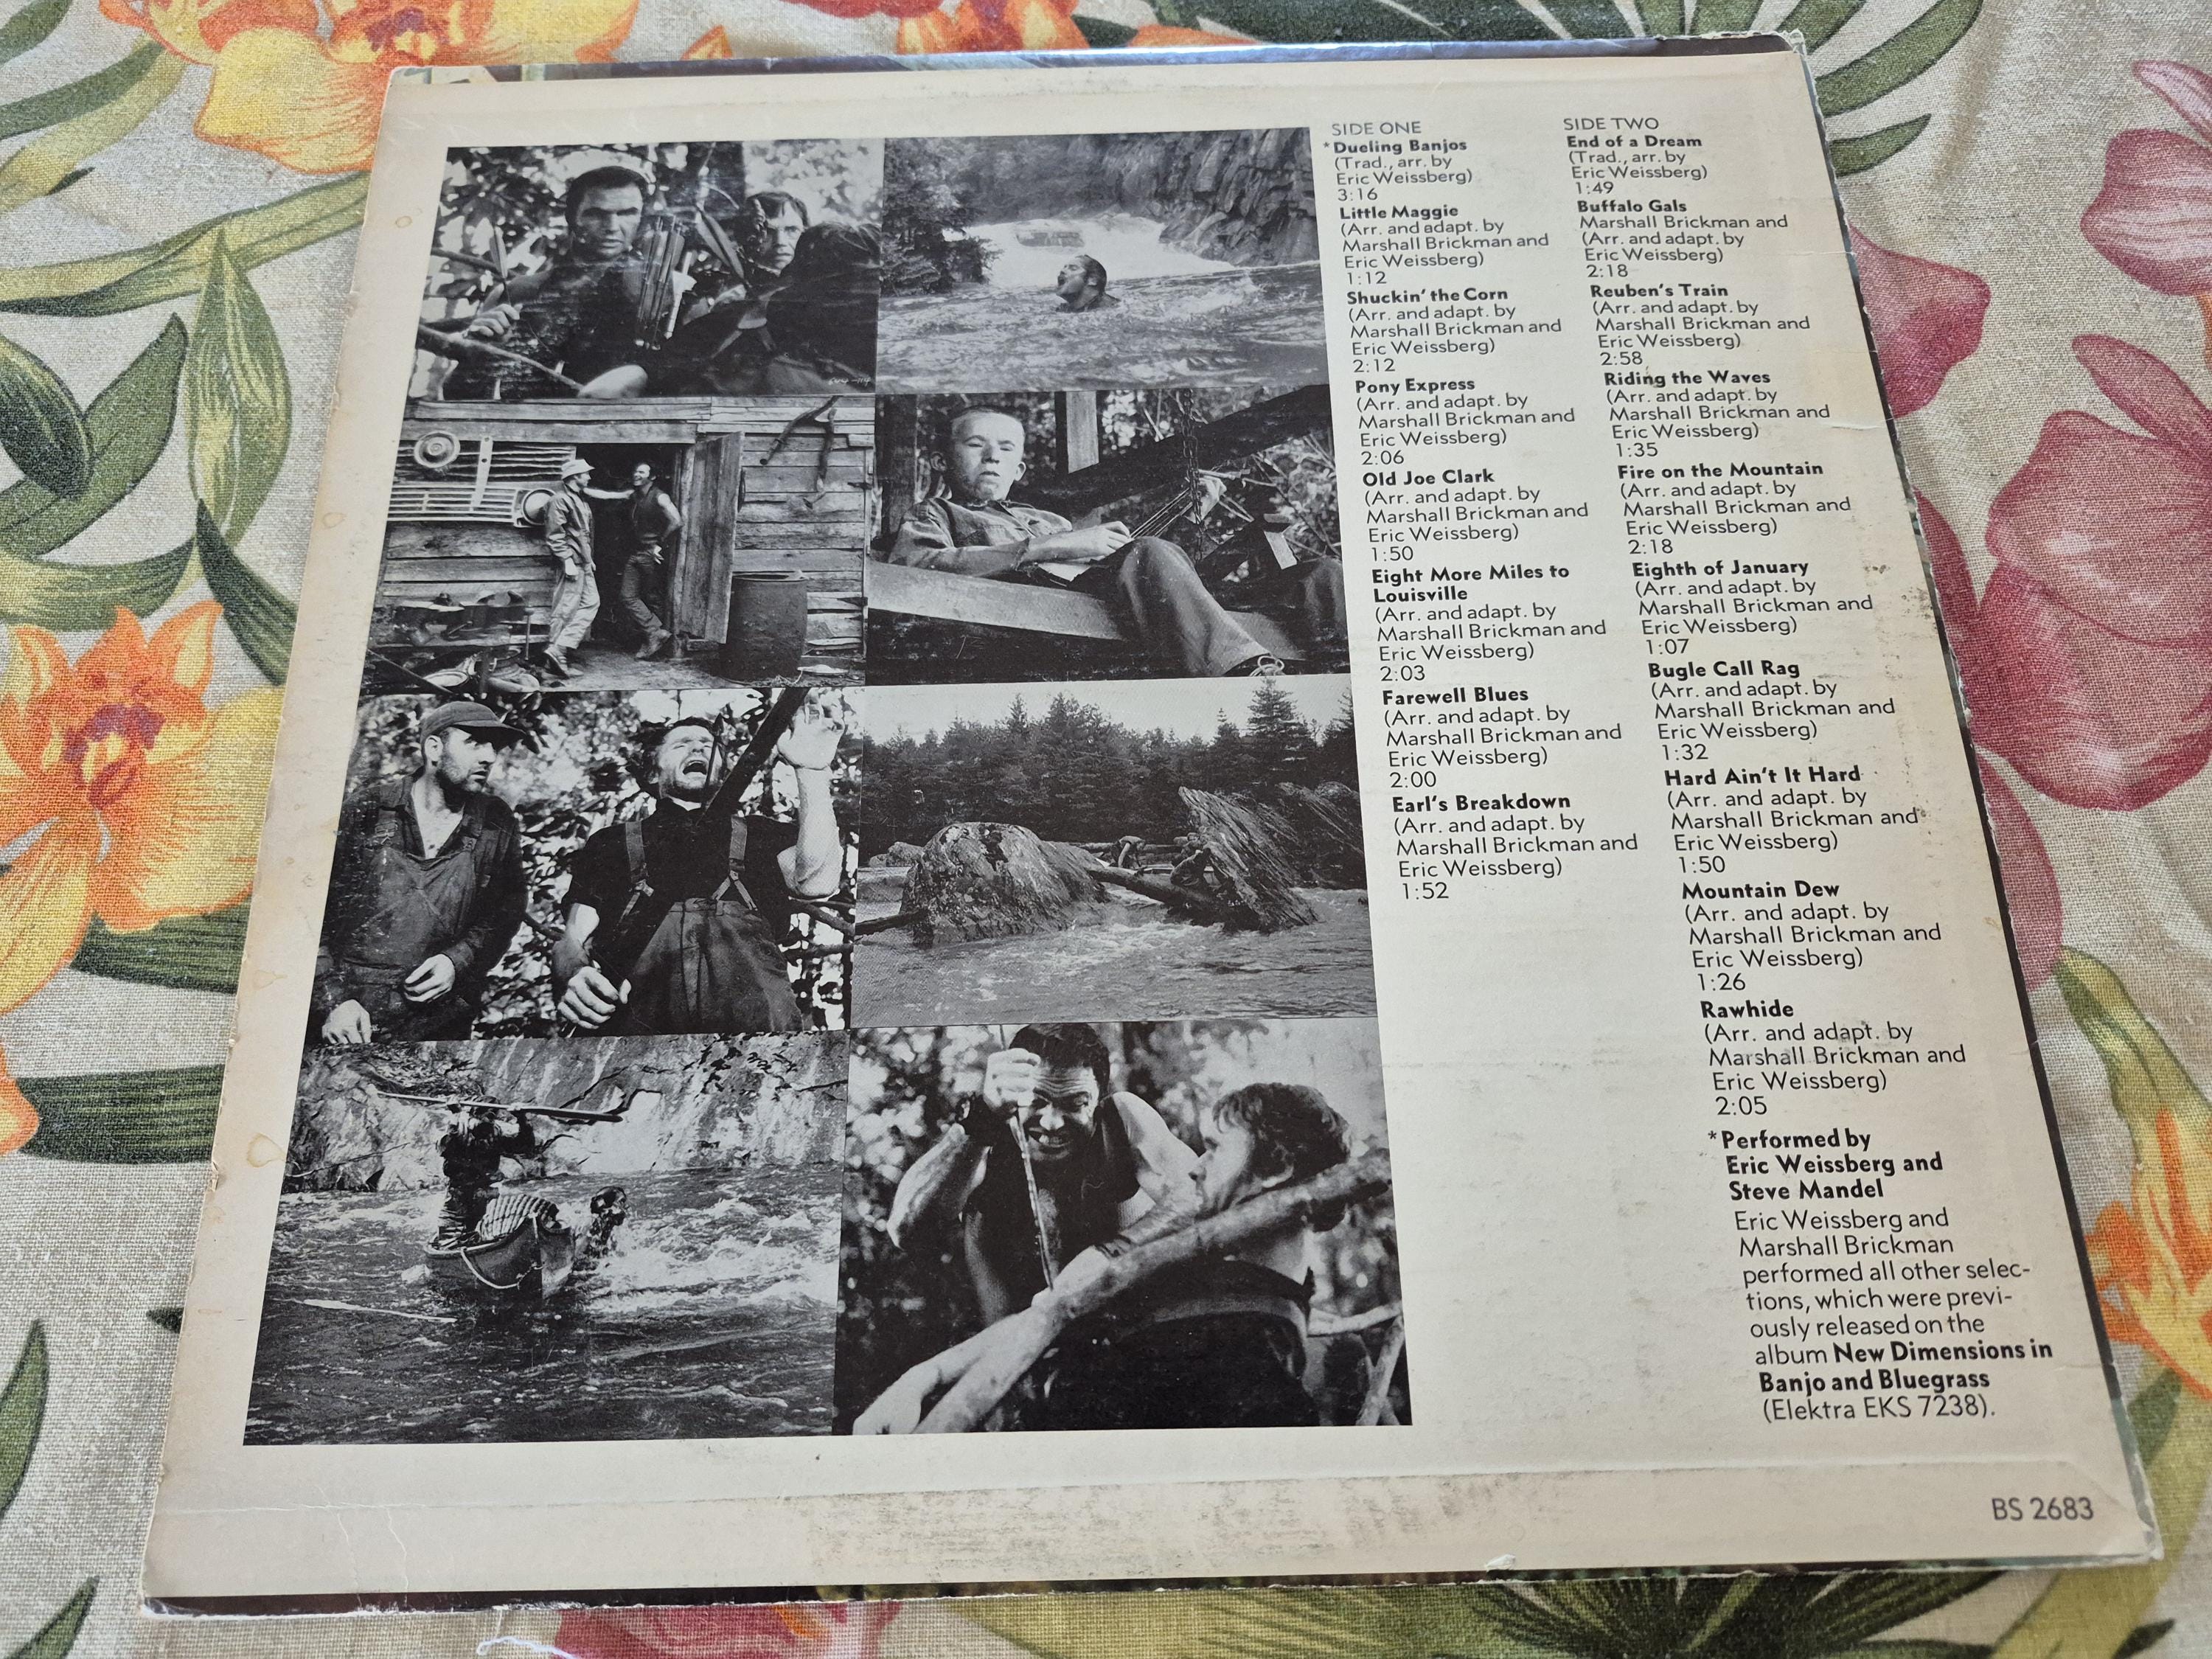 SIDE ONE
*Dueling Banjos
(Trad., arr. by
Eric Weissberg)
3:16
Little Maggie
(Arr. and adapt. by
Marshall Brickman and
Eric Weissberg)
1:12
Shuckin' the Corn
(Arr. and adapt. by
Marshall Brickman and
Eric Weissberg)
2:12
Pony Express
(Arr. and adapt. by
Marshall Brickman and
Eric Weissberg)
2:06
Old Joe Clark
(Arr. and adapt. by
Marshall Brickman and
Eric Weissberg)
1:50
Eight More Miles to
Louisville
(Arr. and adapt. by
Marshall Brickman and
Eric Weissberg)
2:03
Farewell Blues
(Arr. and adapt. by
Marshall Brickman and
Eric Weissberg)
2:00
Earl's Breakdown
(Arr. and adapt. by
Marshall Brickman and
Eric Weissberg)
1:52
SIDE TWO
End of a Dream
(Trad., arr. by
Eric Weissberg)
1:49
Buffalo Gals
Marshall Brickman and
(Arr. and adapt. by
Eric Weissberg)
2:18
Reuben's Train
(Arr. and adapt. by
Marshall Brickman and
Eric Weissberg)
2:58
Riding the Waves
(Arr. and adapt. by
Marshall Brickman and
Eric Weissberg)
1:35
Fire on the Mountain
(Arr. and adapt. by
Marshall Brickman and
Eric Weissberg)
2:18
Eighth of January
(Arr. and adapt. by
Marshall Brickman and
Eric Weissberg)
1:07
Bugle Call Rag
(Arr. and adapt. by
Marshall Brickman and
Eric Weissberg)
1:32
Hard Ain't It Hard
(Arr. and adapt. by
Marshall Brickman and
Eric Weissberg)
1:50
Mountain Dew
(Arr. and adapt. by
Marshall Brickman and
Eric Weissberg)
1:26
Rawhide
(Arr. and adapt. by
Marshall Brickman and
Eric Weissberg)
2:05
*Performed by
Eric Weissberg and
Steve Mandel
Eric Weissberg and
Marshall Brickman
performed all other selec-
tions, which were previ-
ously released on the
album New Dimensions in
Banjo and Bluegrass
(Elektra EKS 7238).
BS 2683